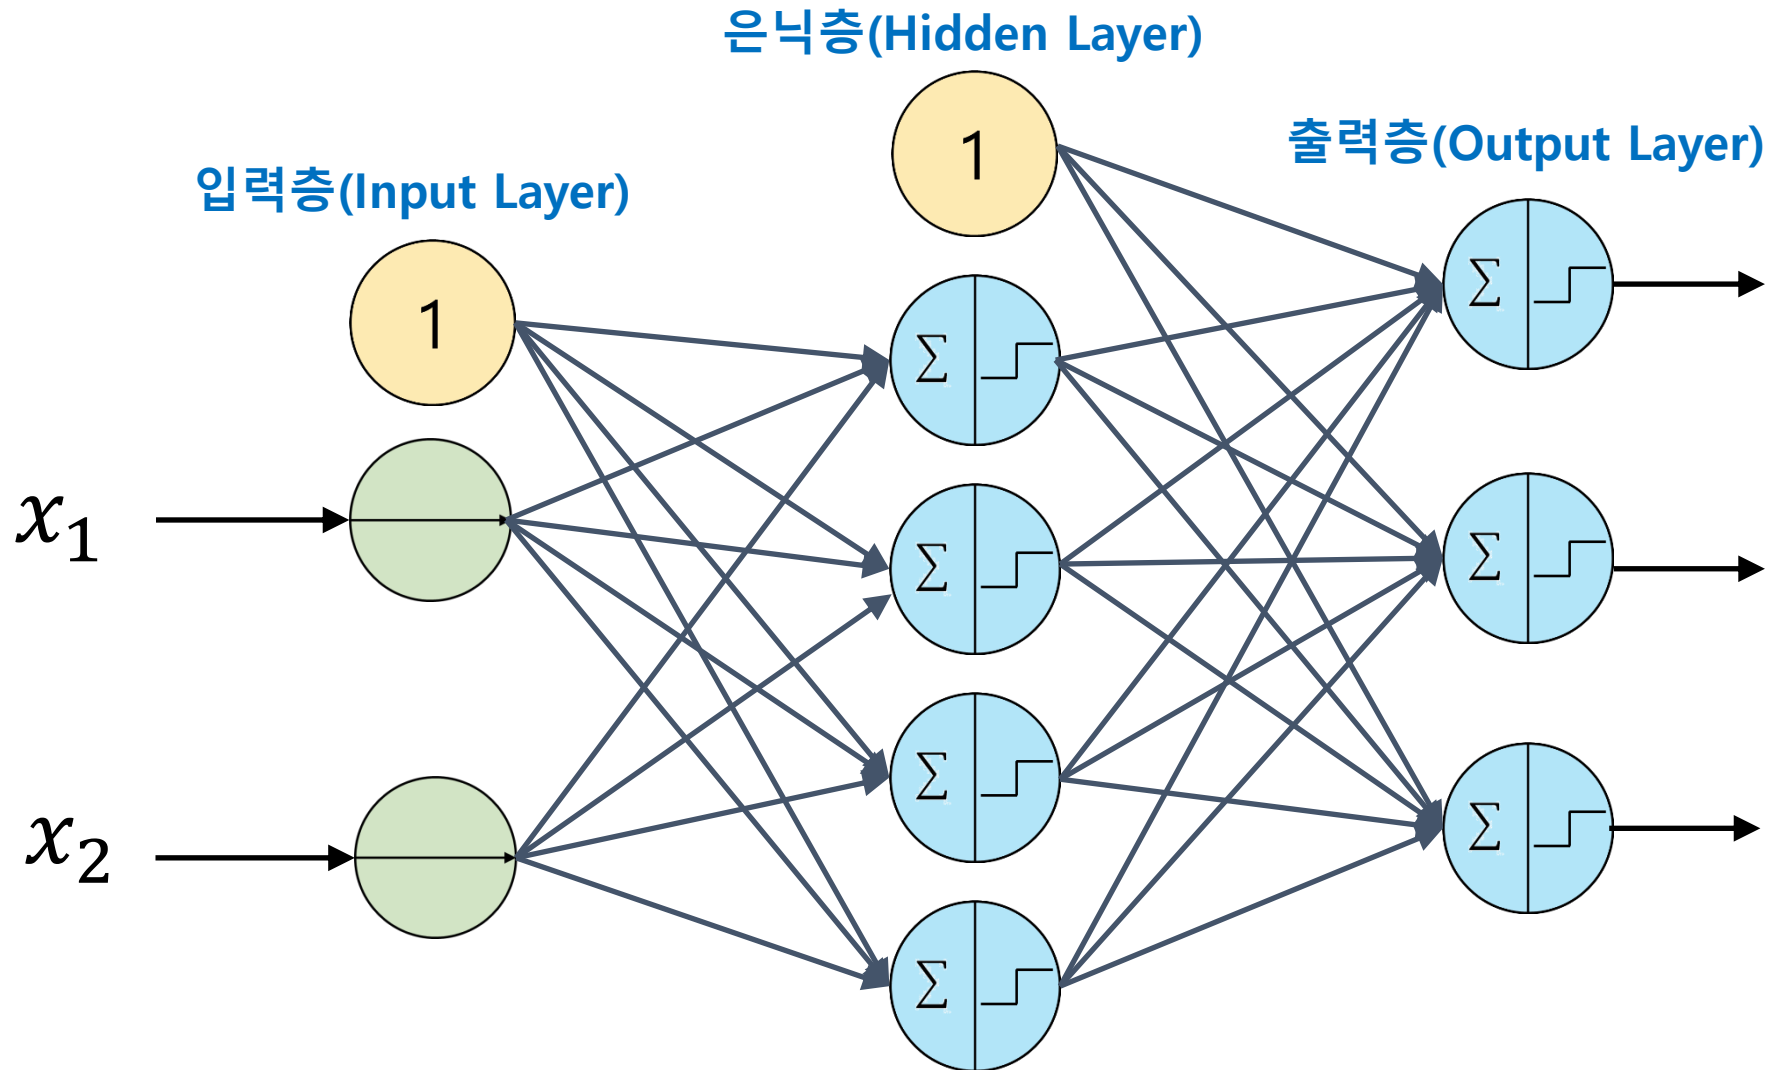 은닉층(Hidden Layer)
출력층(Output Layer)
입력층(Input Layer)
1
1
x₁
x₂
Σ
Σ
Σ
Σ
Σ
Σ
Σ